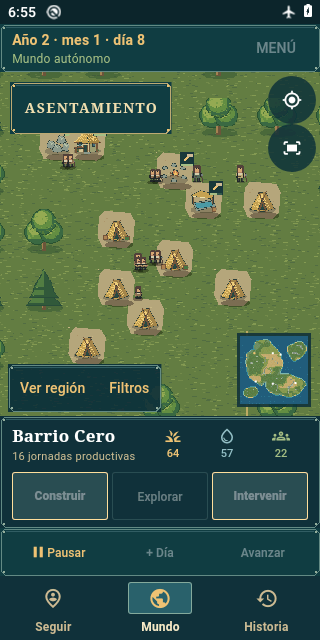 6:55
Año 2 · mes 1 · día 8
Mundo autónomo
MENÚ
ASENTAMIENTO
Ver región
Filtros
Barrio Cero
16 jornadas productivas
64
57
22
Construir
Explorar
Intervenir
Pausar
+ Día
Avanzar
Seguir
Mundo
Historia